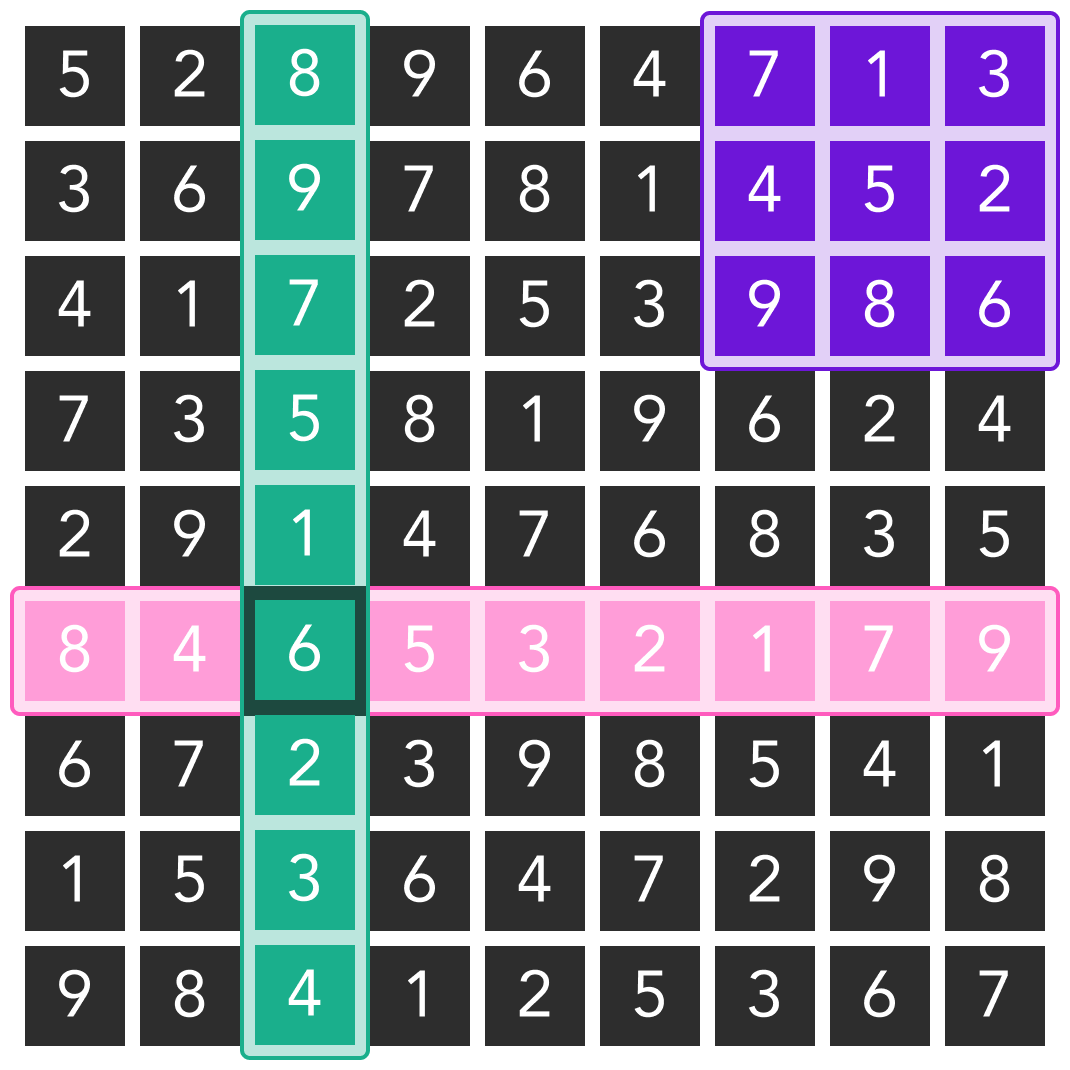 5 2 8 9 6 4 7 1 3
3 6 9 7 8 1 4 5 2
4 1 7 2 5 3 9 8 6
7 3 5 8 1 9 6 2 4
2 9 1 4 7 6 8 3 5
8 4 6 5 3 2 1 7 9
6 7 2 3 9 8 5 4 1
1 5 3 6 4 7 2 9 8
9 8 4 1 2 5 3 6 7